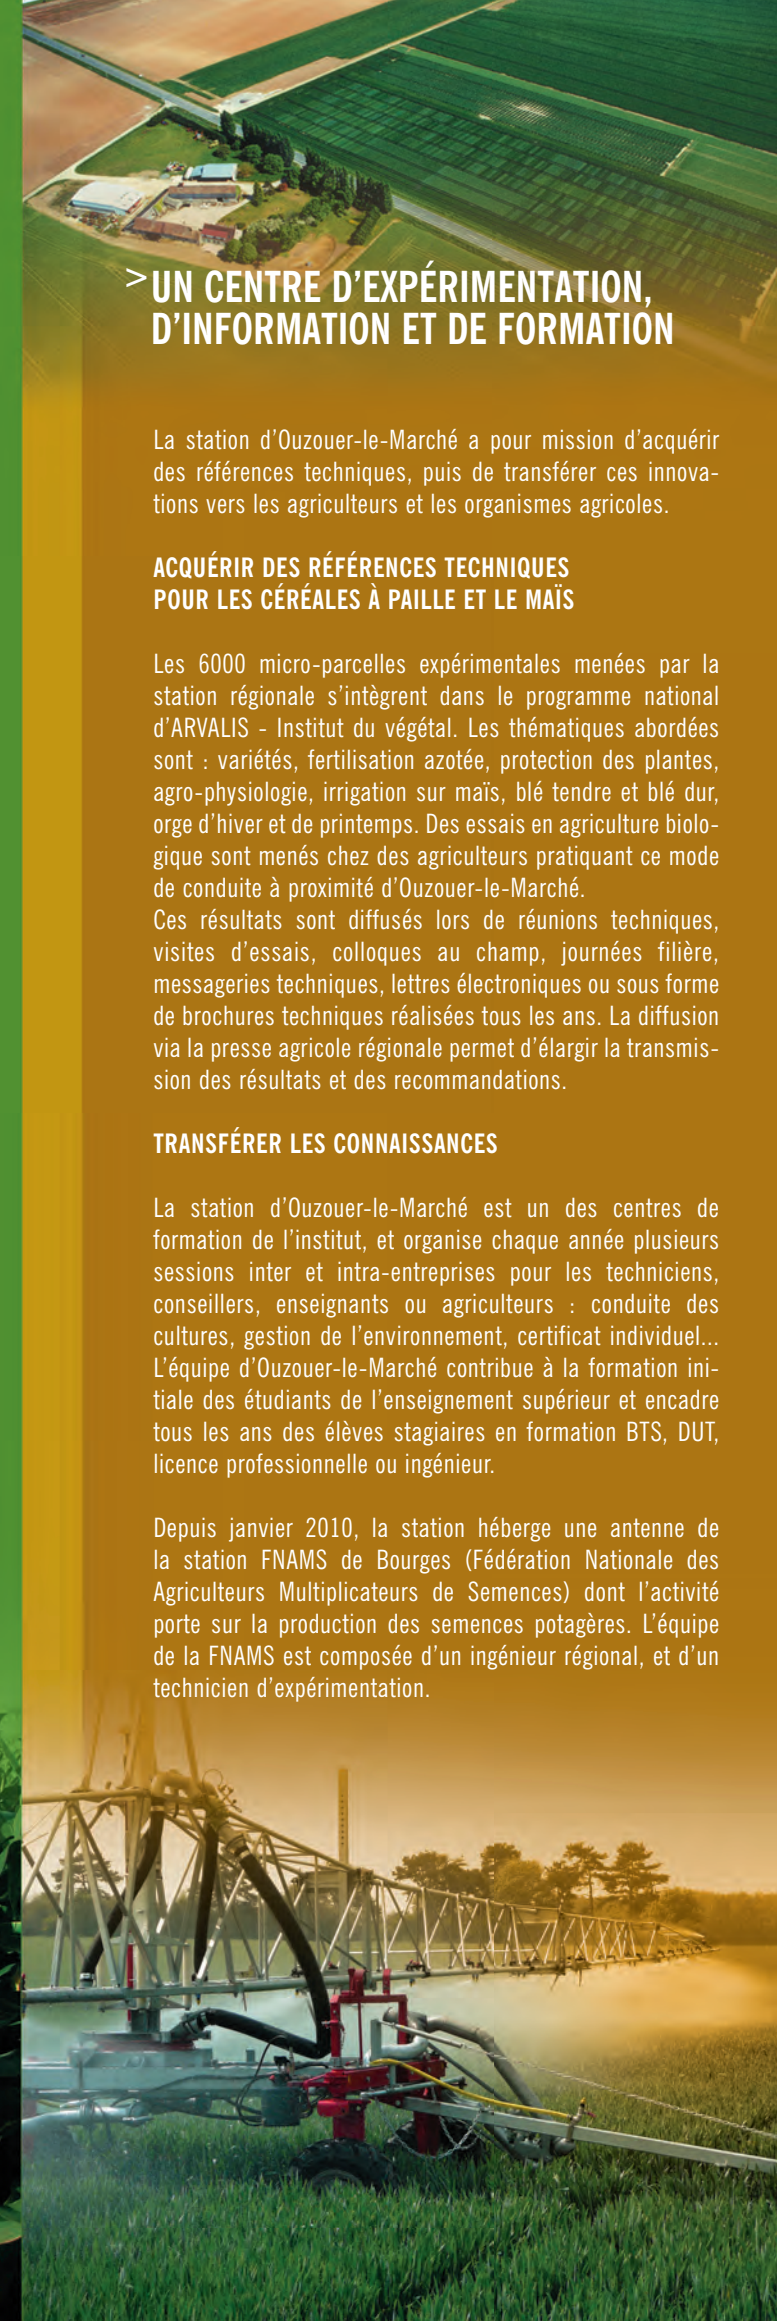 > UN CENTRE D’EXPÉRIMENTATION,
D’INFORMATION ET DE FORMATION
La station d’Ouzouer-le-Marché a pour mission d’acquérir
des références techniques, puis de transférer ces innova-
tions vers les agriculteurs et les organismes agricoles.
ACQUÉRIR DES RÉFÉRENCES TECHNIQUES
POUR LES CÉRÉALES À PAILLE ET LE MAÏS
Les 6000 micro-parcelles expérimentales menées par la
station régionale s’intègrent dans le programme national
d’ARVALIS - Institut du végétal. Les thématiques abordées
sont : variétés, fertilisation azotée, protection des plantes,
agro-physiologie, irrigation sur maïs, blé tendre et blé dur,
orge d’hiver et de printemps. Des essais en agriculture biolo-
gique sont menés chez des agriculteurs pratiquant ce mode
de conduite à proximité d’Ouzouer-le-Marché.
Ces résultats sont diffusés lors de réunions techniques,
visites d’essais, colloques au champ, journées filière,
messageries techniques, lettres électroniques ou sous forme
de brochures techniques réalisées tous les ans. La diffusion
via la presse agricole régionale permet d’élargir la transmis-
sion des résultats et des recommandations.
TRANSFÉRER LES CONNAISSANCES
La station d’Ouzouer-le-Marché est un des centres de
formation de l’institut, et organise chaque année plusieurs
sessions inter et intra-entreprises pour les techniciens,
conseillers, enseignants ou agriculteurs : conduite des
cultures, gestion de l’environnement, certificat individuel...
L’équipe d’Ouzouer-le-Marché contribue à la formation ini-
tiale des étudiants de l’enseignement supérieur et encadre
tous les ans des élèves stagiaires en formation BTS, DUT,
licence professionnelle ou ingénieur.
Depuis janvier 2010, la station héberge une antenne de
la station FNAMS de Bourges (Fédération Nationale des
Agriculteurs Multiplicateurs de Semences) dont l’activité
porte sur la production des semences potagères. L’équipe
de la FNAMS est composée d’un ingénieur régional, et d’un
technicien d’expérimentation.